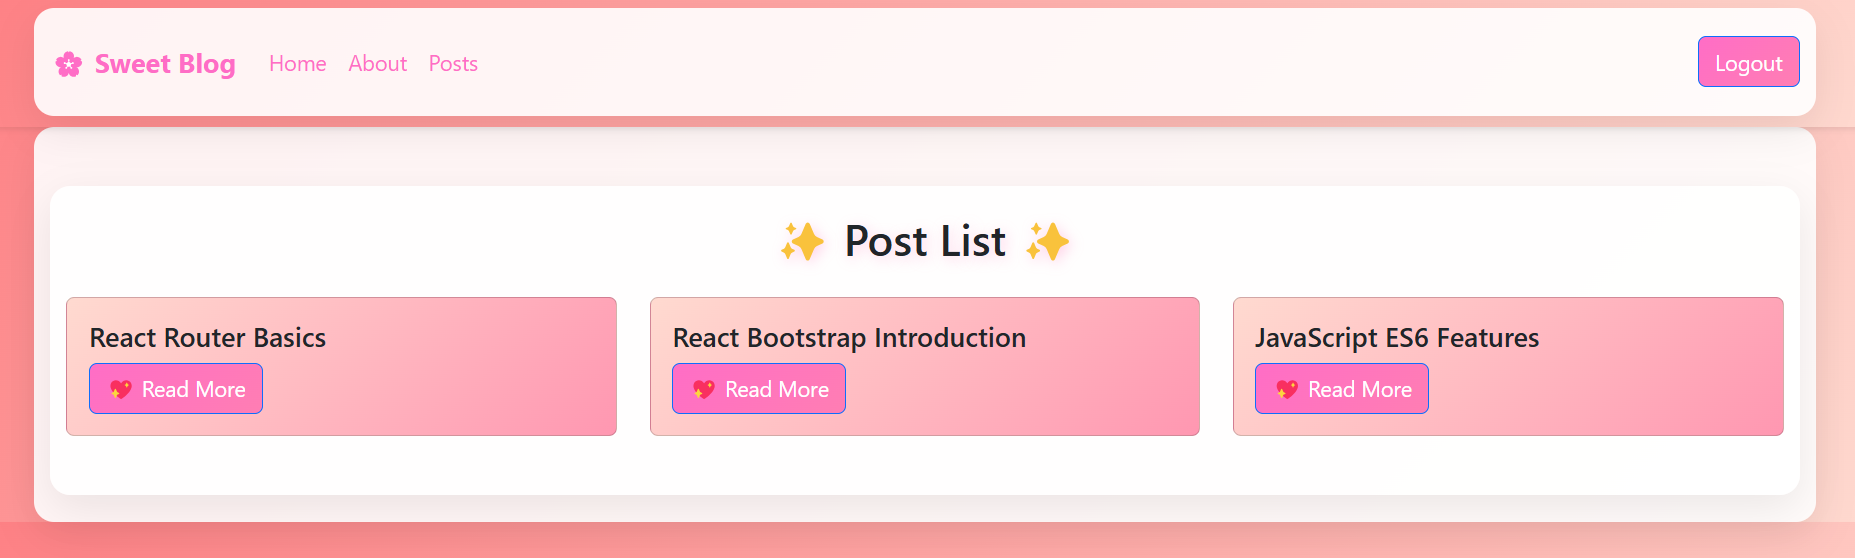 🌸 Sweet Blog Home About Posts Logout
✨ Post List ✨
React Router Basics
💖 Read More
React Bootstrap Introduction
💖 Read More
JavaScript ES6 Features
💖 Read More